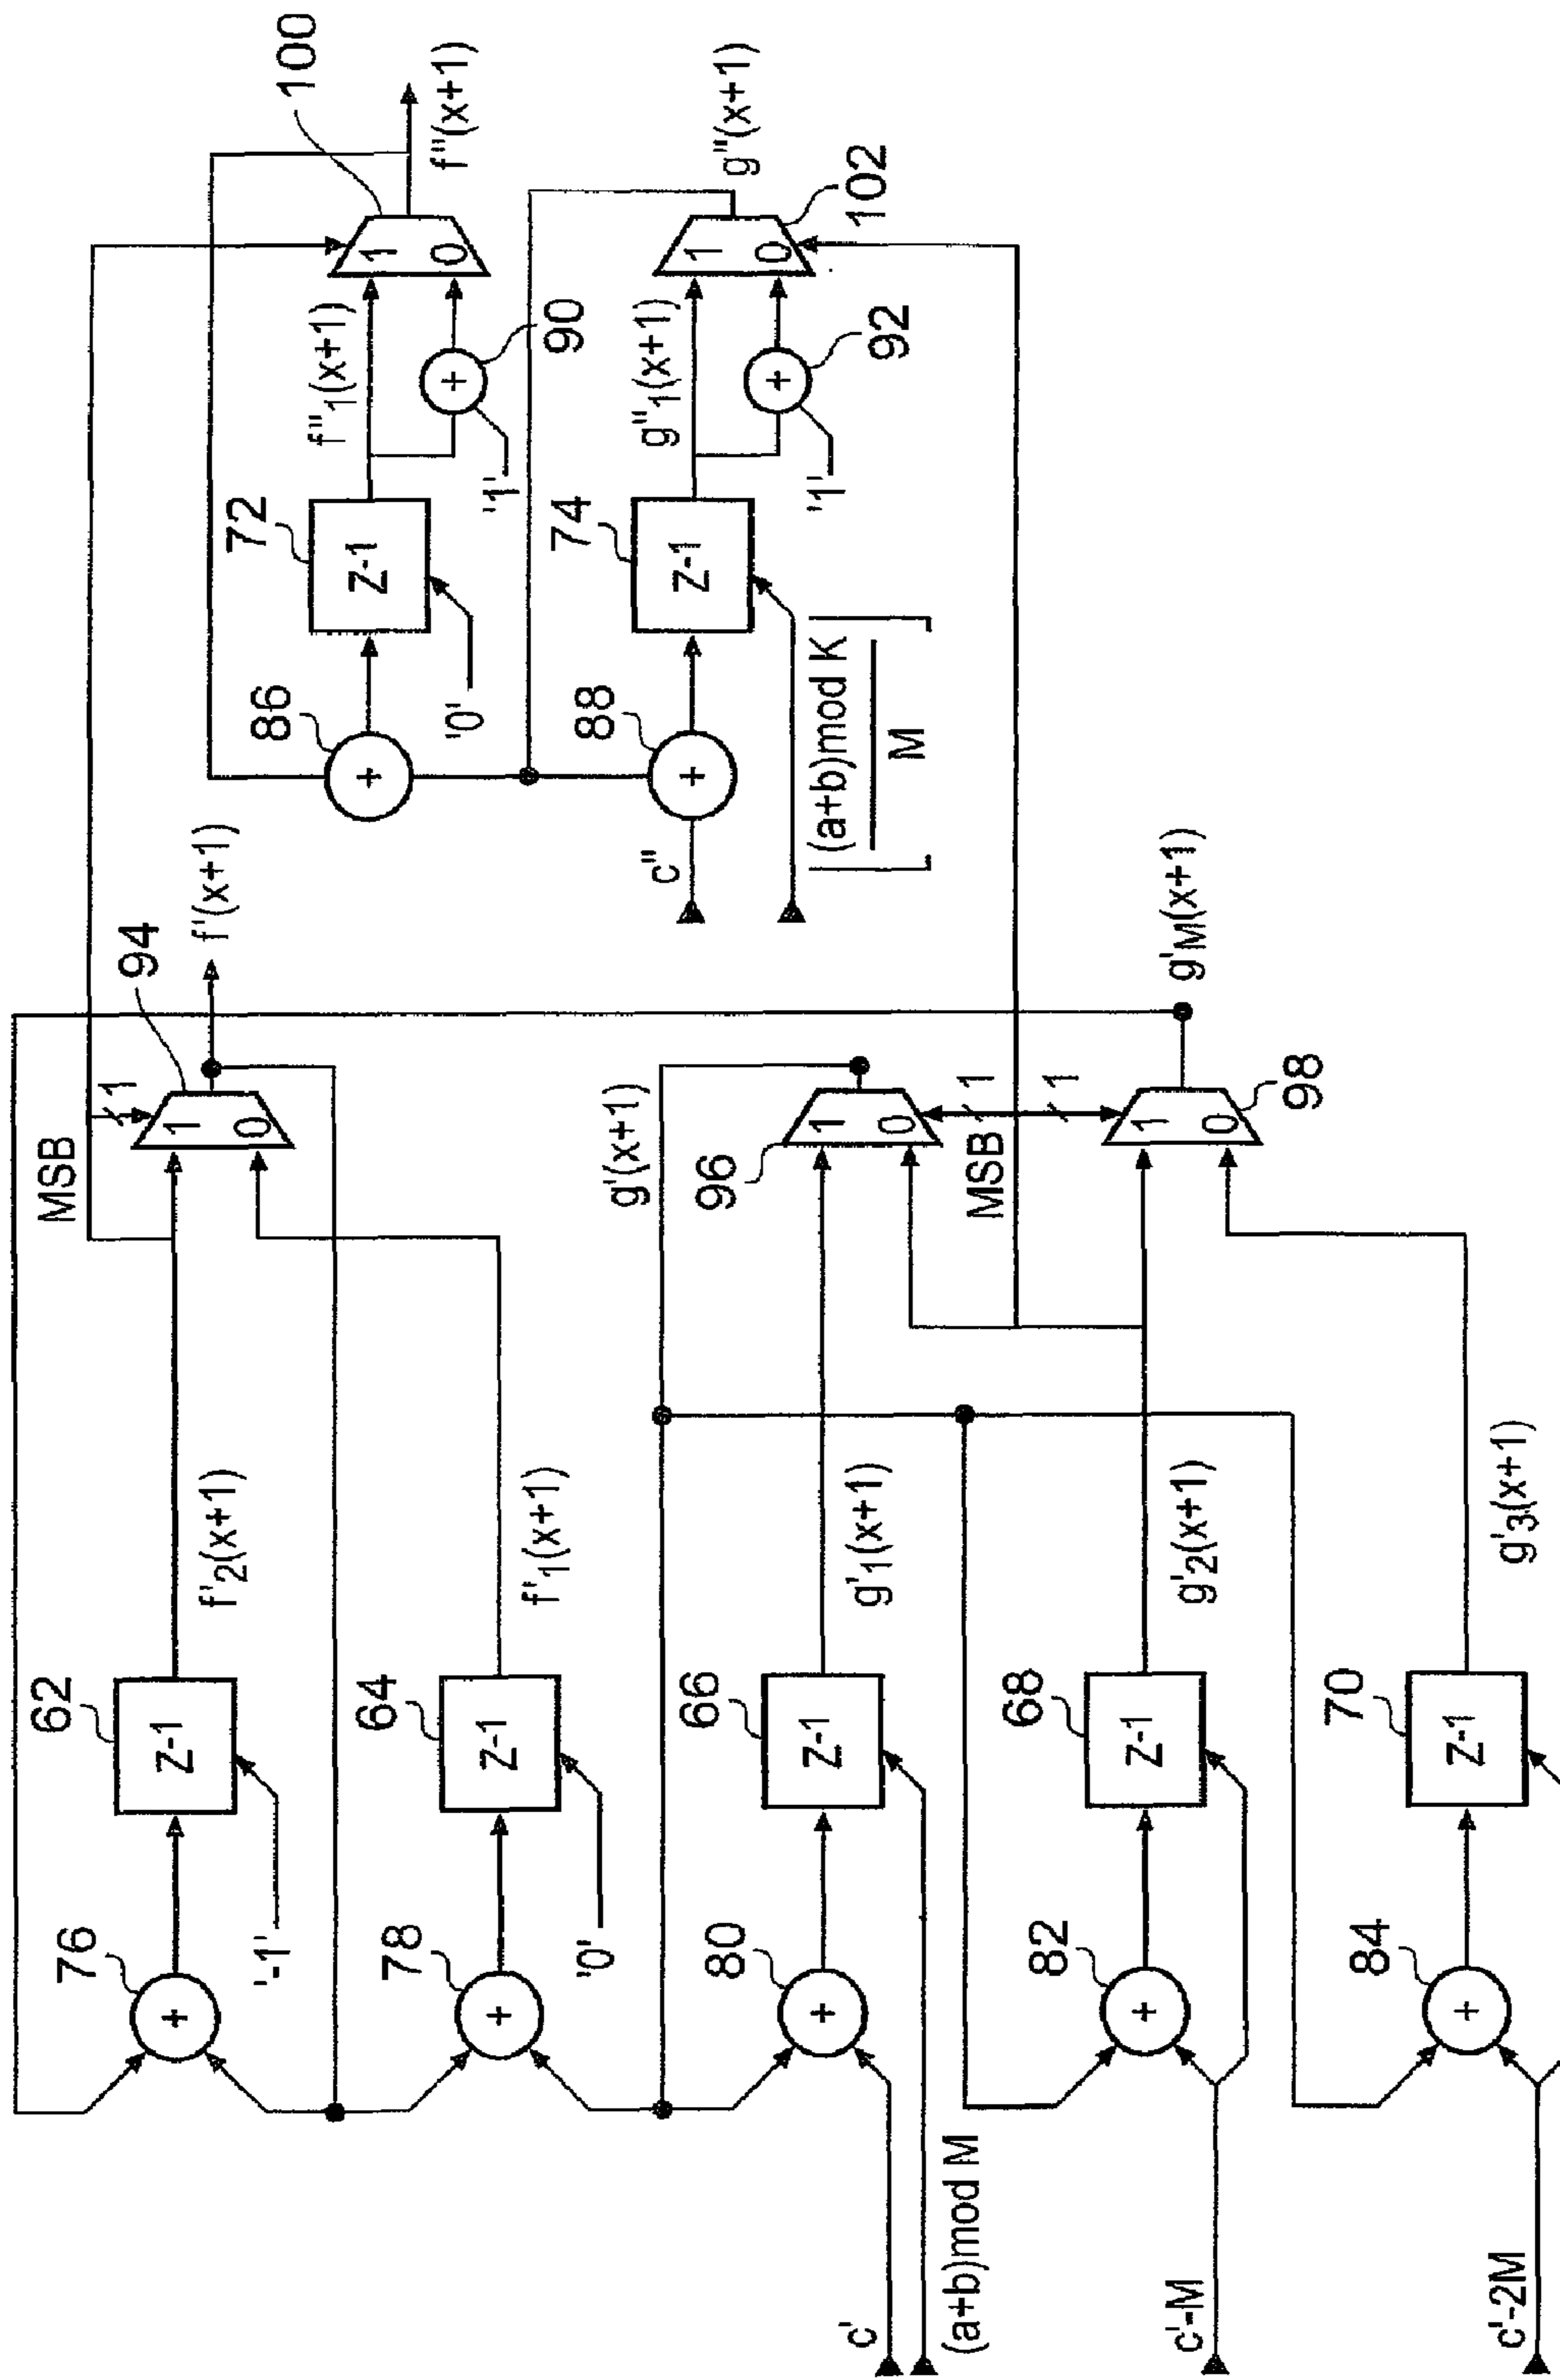 76
+
'-1'
62
Z-1
f'2(x+1)
MSB
1
94
1
0
f'(x+1)
78
+
'0'
64
Z-1
f'1(x+1)
80
+
c'
(a+b)mod M
66
Z-1
g'1(x+1)
g'(x+1)
96
1
0
MSB
1
1
82
+
c'-M
68
Z-1
g'2(x+1)
1
0
98
g'M(x+1)
84
+
c'-2M
70
Z-1
g'3(x+1)
86
+
'0'
72
Z-1
f"1(x+1)
'1'
+
90
1
0
100
f"(x+1)
c"
88
+
(a+b)mod K
M
74
Z-1
g"1(x+1)
'1'
+
92
1
0
102
g"(x+1)